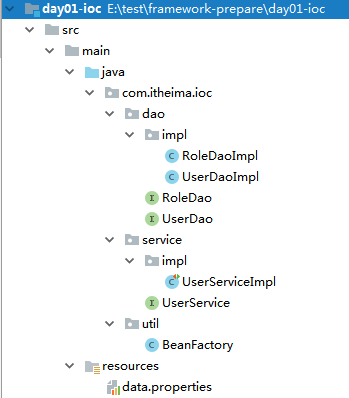 day01-ioc E:\test\framework-prepare\day01-ioc
src
main
java
com.itheima.ioc
dao
impl
C RoleDaoImpl
C UserDaoImpl
I RoleDao
I UserDao
service
impl
C UserServiceImpl
I UserService
util
C BeanFactory
resources
data.properties